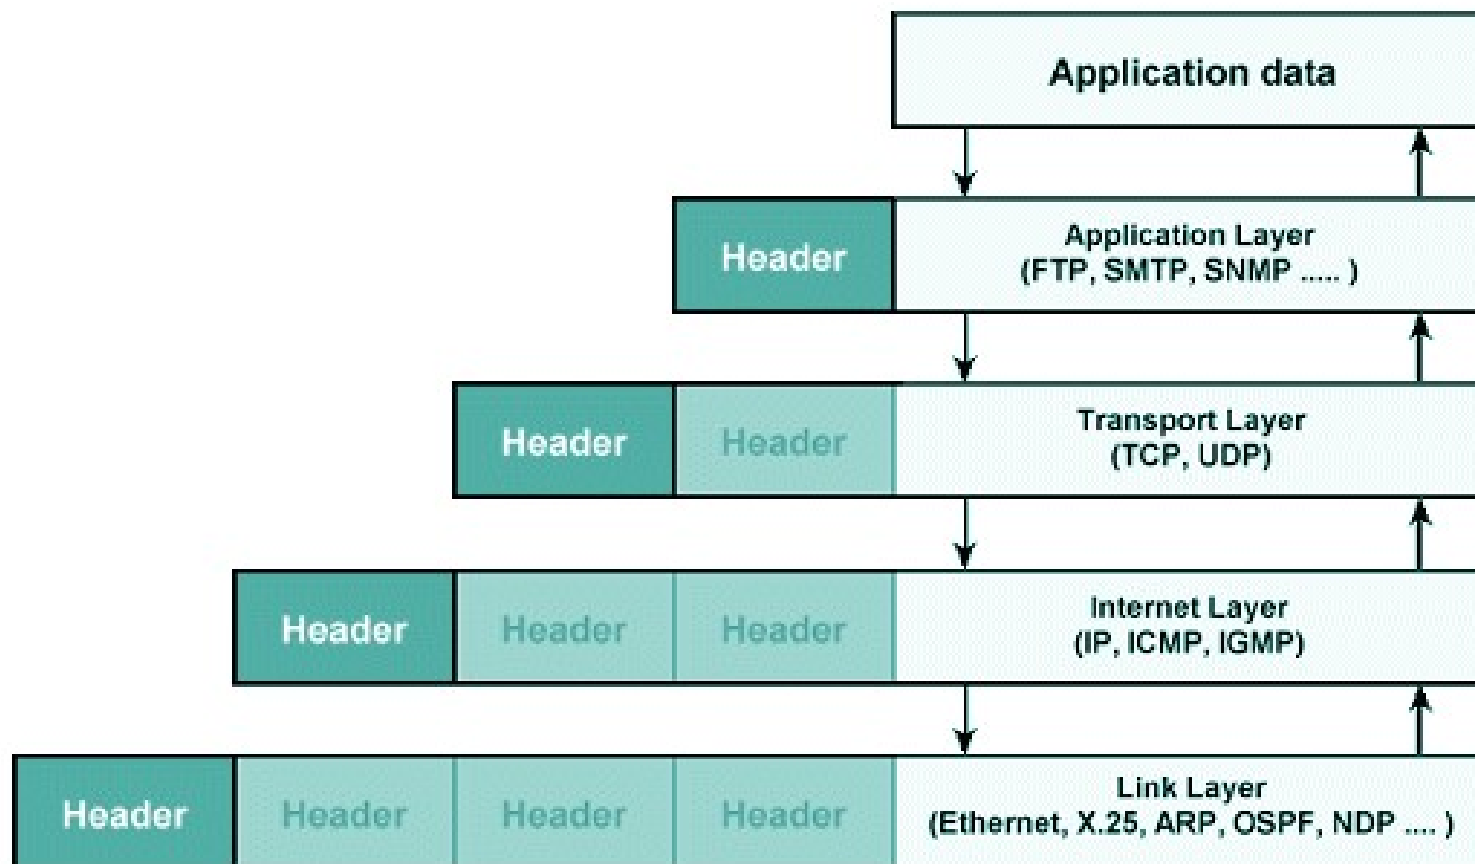 Application data
Header
Application Layer
(FTP, SMTP, SNMP ..... )
Header
Header
Transport Layer
(TCP, UDP)
Header
Header
Header
Internet Layer
(IP, ICMP, IGMP)
Header
Header
Header
Header
Link Layer
(Ethernet, X.25, ARP, OSPF, NDP .... )